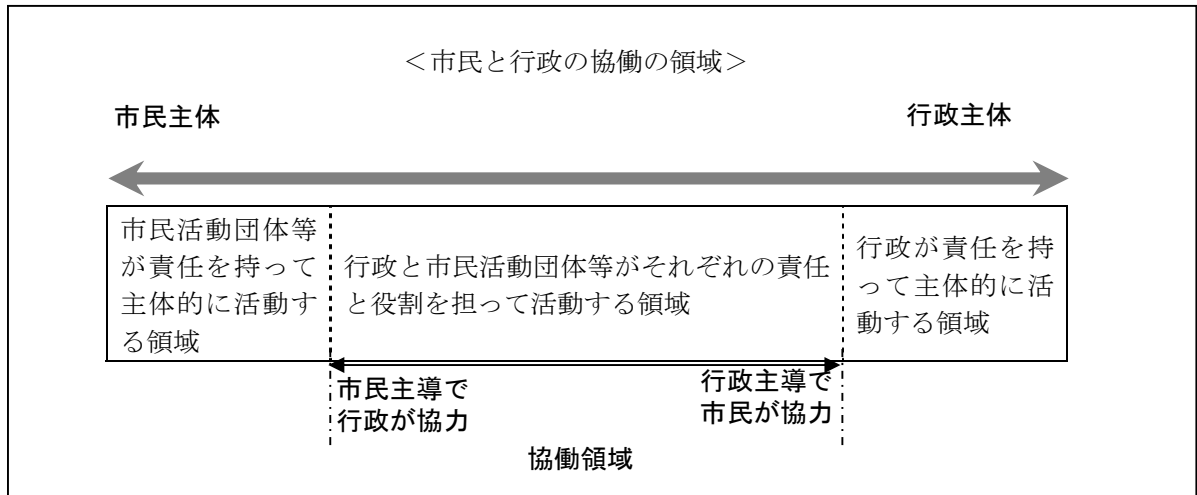 ＜市民と行政の協働の領域＞
市民主体
行政主体
市民活動団体等
が責任を持って
主体的に活動す
る領域
行政と市民活動団体等がそれぞれの責任
と役割を担って活動する領域
行政が責任を持
って主体的に活
動する領域
市民主導で
行政が協力
行政主導で
市民が協力
協働領域